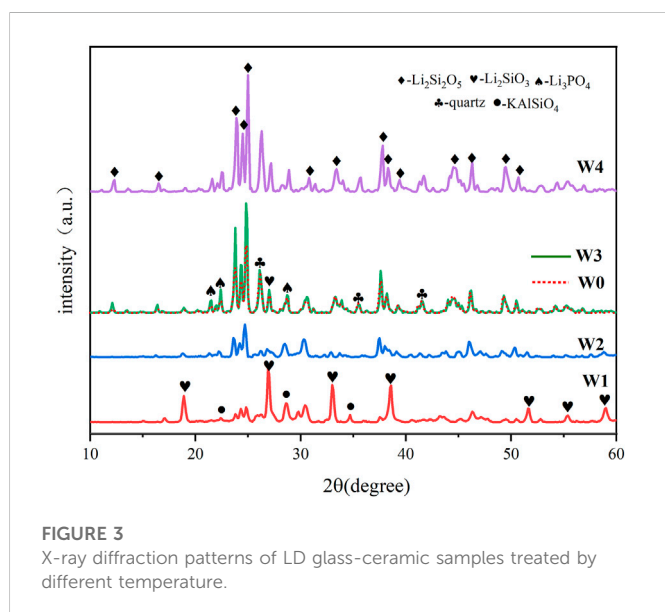 ♦-Li₂Si₂O₅ ♥-Li₂SiO₃ ♠-Li₃PO₄
♣-quartz ●-KAlSiO₄
W4
W3
W0
W2
W1
intensity（a.u.）
10 20 30 40 50 60
2θ(degree)
FIGURE 3
X-ray diffraction patterns of LD glass-ceramic samples treated by
different temperature.